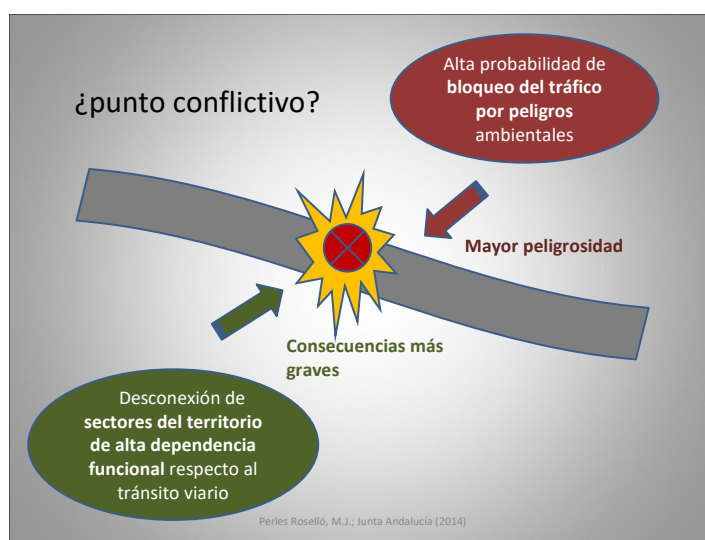 ¿punto conflictivo?
Alta probabilidad de
bloqueo del tráfico
por peligros
ambientales
Mayor peligrosidad
Consecuencias más
graves
Desconexión de
sectores del territorio
de alta dependencia
funcional respecto al
tránsito viario
Perles Roselló, M.J.; Junta Andalucía (2014)